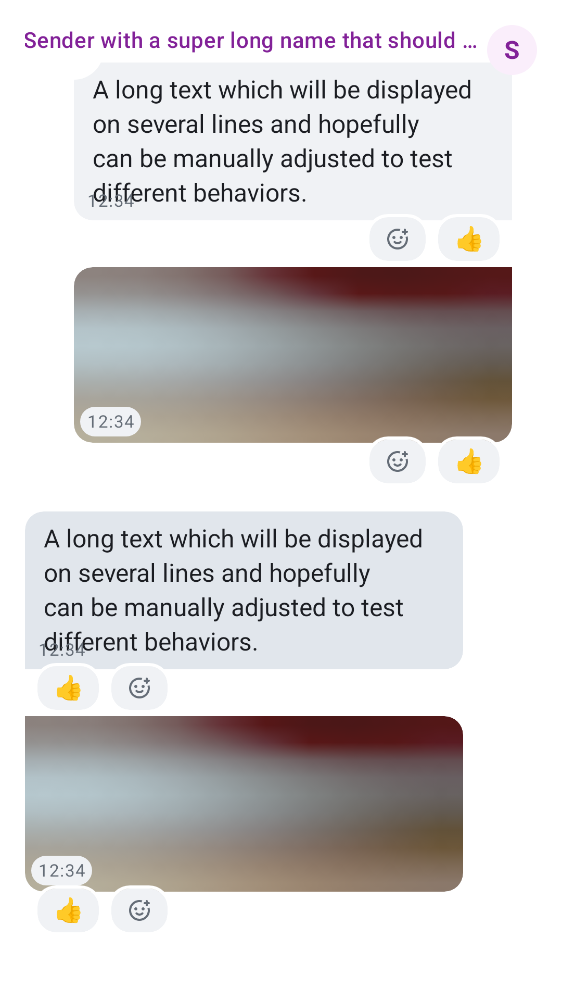 Sender with a super long name that should …
S
A long text which will be displayed
on several lines and hopefully
can be manually adjusted to test
different behaviors.
12:34
12:34
A long text which will be displayed
on several lines and hopefully
can be manually adjusted to test
different behaviors.
12:34
12:34